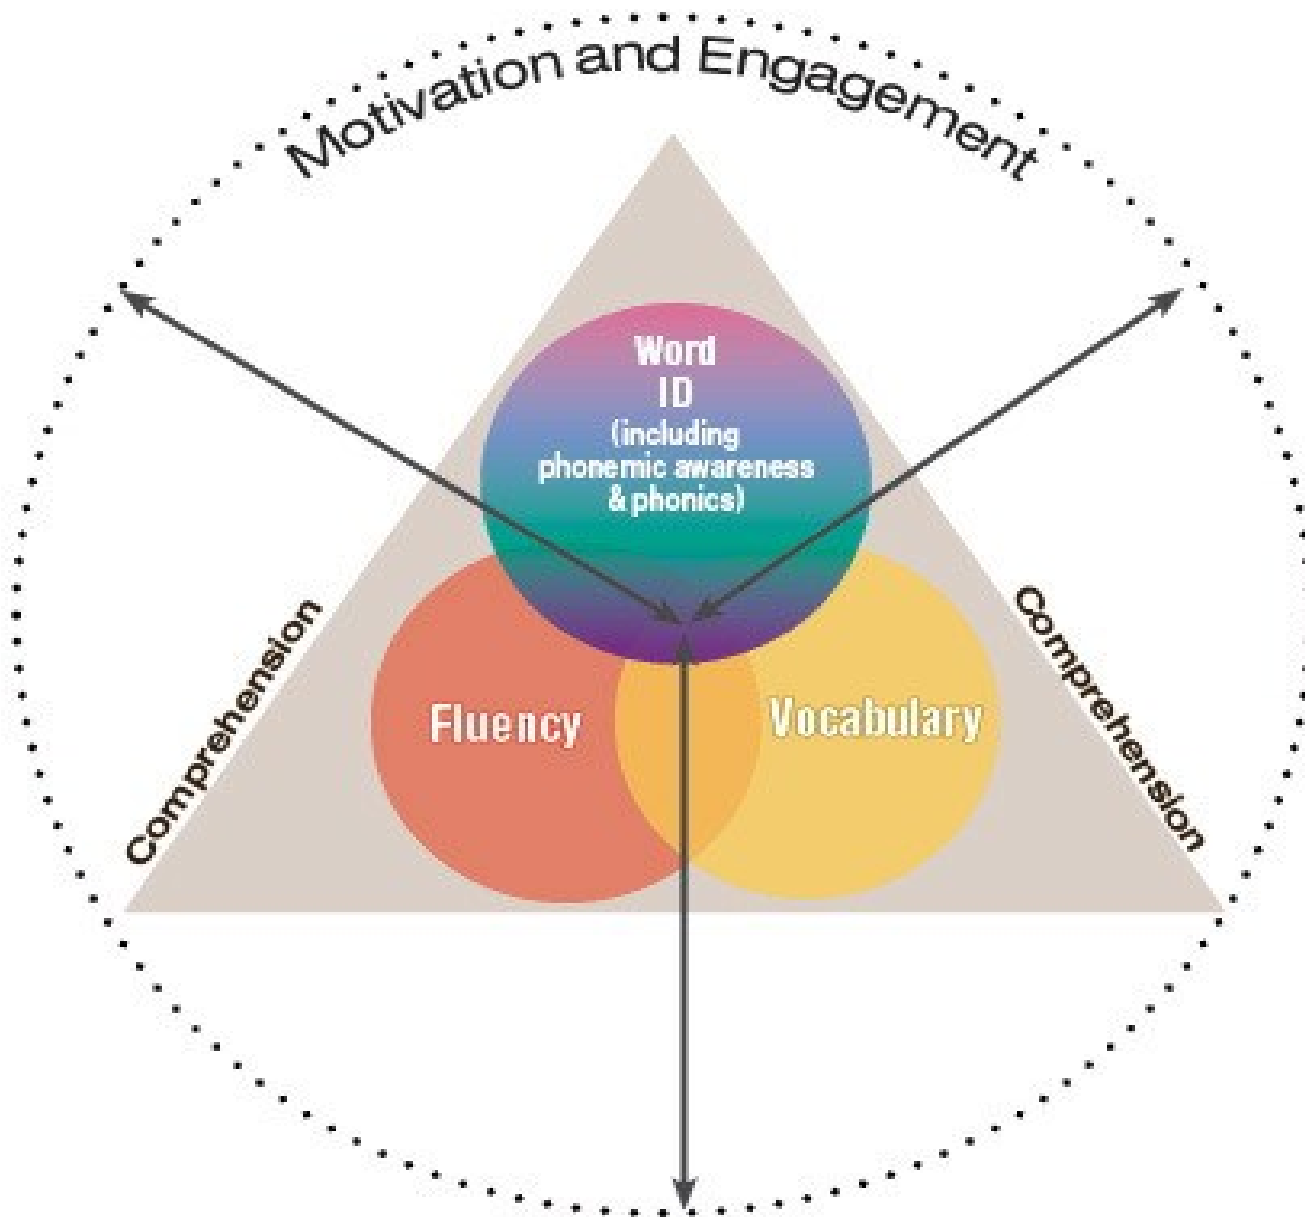 Motivation and Engagement
Word
ID
(including
phonemic awareness
& phonics)
Comprehension
Comprehension
Fluency
Vocabulary